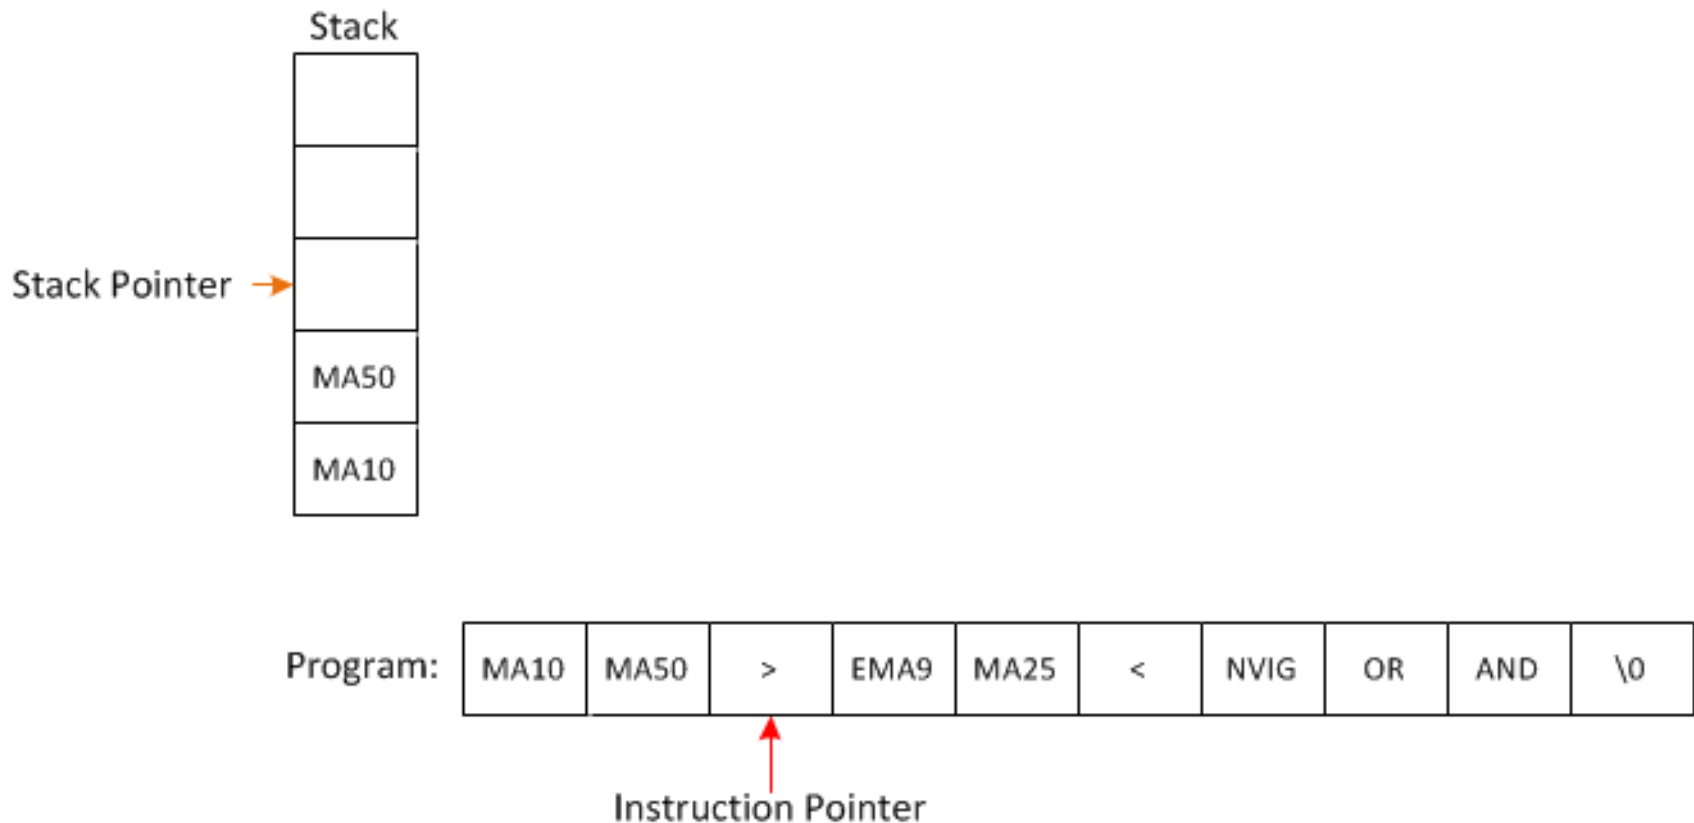 Stack
Stack Pointer
MA50
MA10
Program: MA10 MA50 > EMA9 MA25 < NVIG OR AND \0
Instruction Pointer